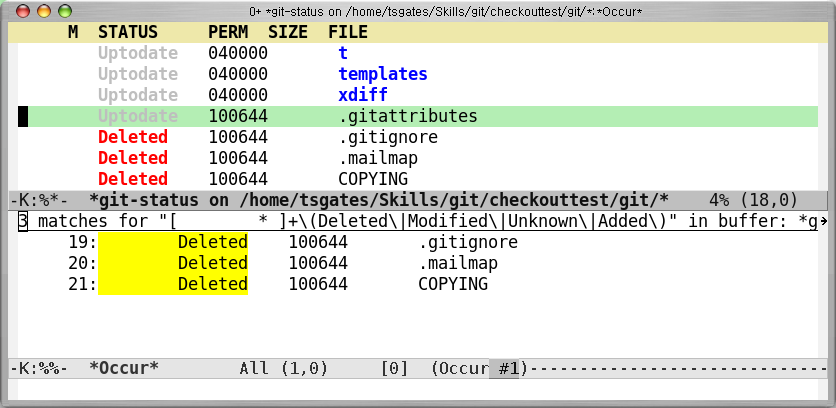 0+ *git-status on /home/tsgates/Skills/git/checkouttest/git/*:*Occur*
M STATUS PERM SIZE FILE
Uptodate 040000 t
Uptodate 040000 templates
Uptodate 040000 xdiff
Uptodate 100644 .gitattributes
Deleted 100644 .gitignore
Deleted 100644 .mailmap
Deleted 100644 COPYING
-K:%*- *git-status on /home/tsgates/Skills/git/checkouttest/git/* 4% (18,0)
3 matches for "[ * ]+\(Deleted\|Modified\|Unknown\|Added\)" in buffer: *g
19: Deleted 100644 .gitignore
20: Deleted 100644 .mailmap
21: Deleted 100644 COPYING
-K:%%- *Occur* All (1,0) [0] (Occur #1)------------------------------